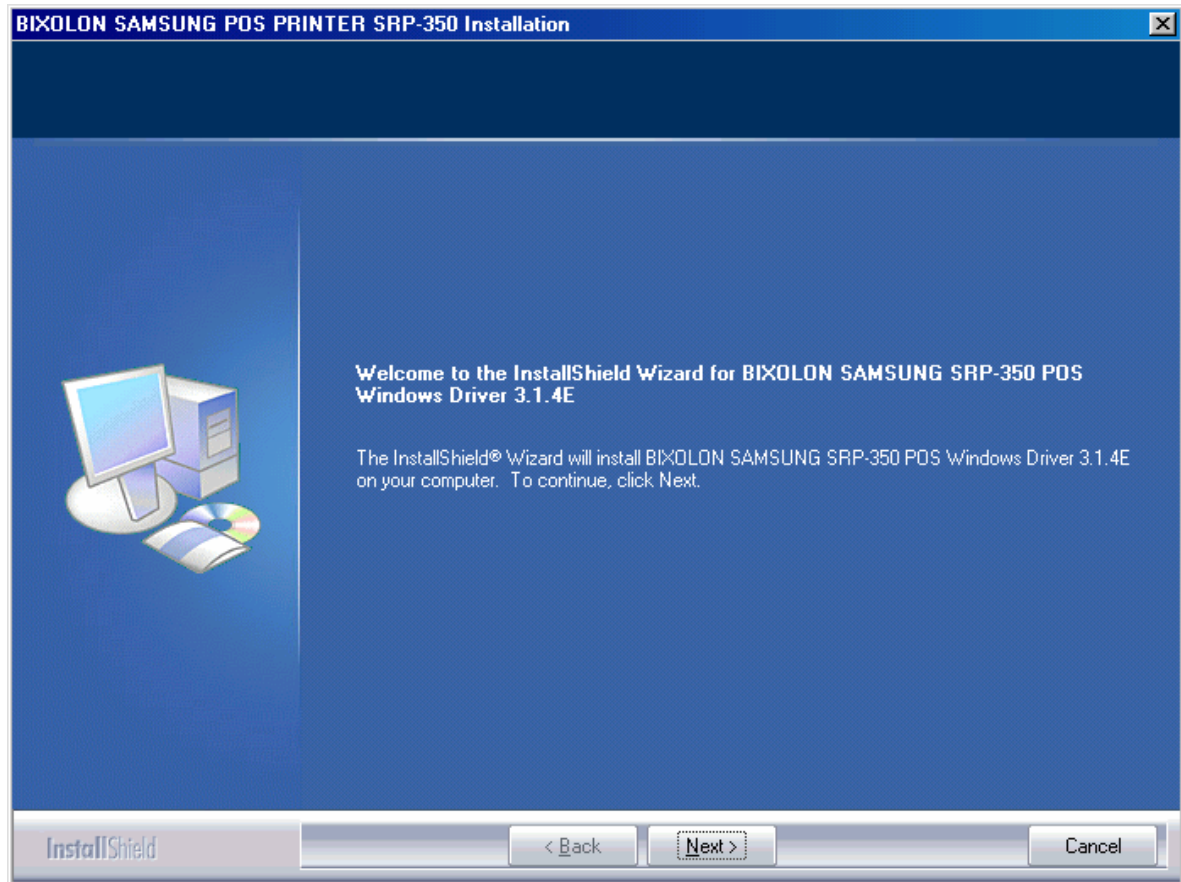 BIXOLON SAMSUNG POS PRINTER SRP-350 Installation
Welcome to the InstallShield Wizard for BIXOLON SAMSUNG SRP-350 POS
Windows Driver 3.1.4E
The InstallShield® Wizard will install BIXOLON SAMSUNG SRP-350 POS Windows Driver 3.1.4E
on your computer. To continue, click Next.
InstallShield
< Back
Next >
Cancel